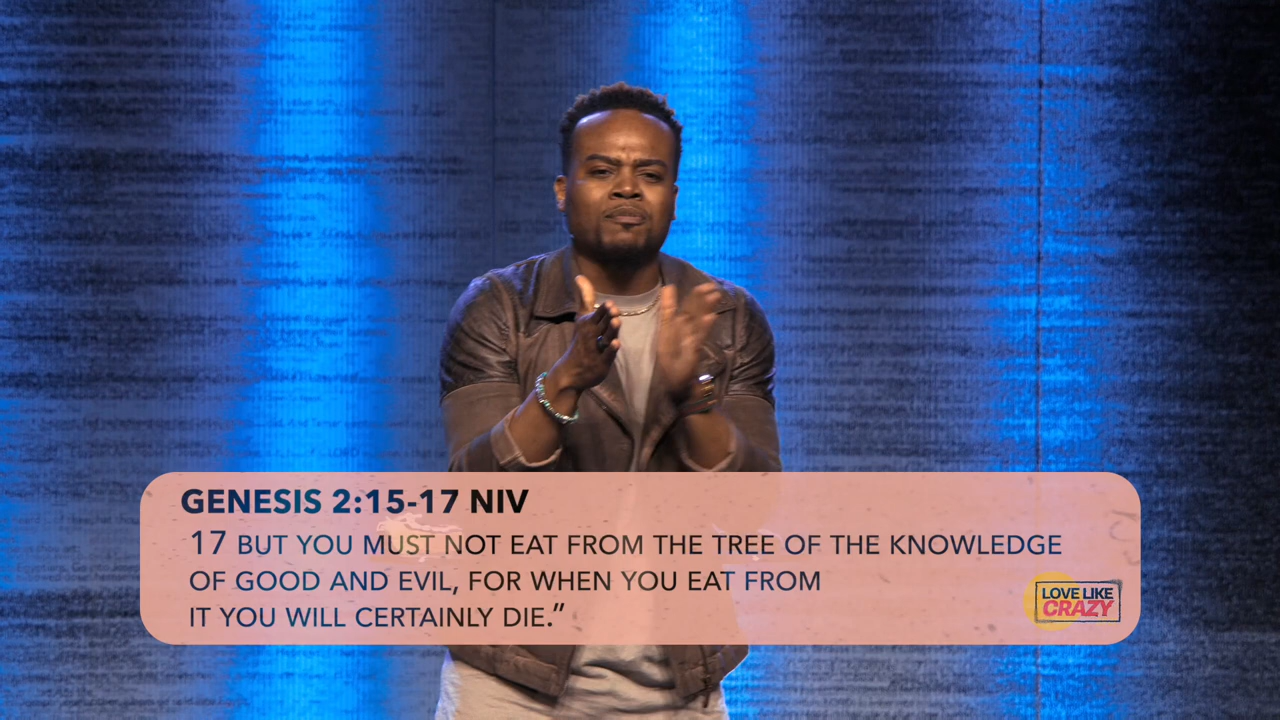 GENESIS 2:15-17 NIV
17 BUT YOU MUST NOT EAT FROM THE TREE OF THE KNOWLEDGE
OF GOOD AND EVIL, FOR WHEN YOU EAT FROM
IT YOU WILL CERTAINLY DIE.”
LOVE LIKE
CRAZY